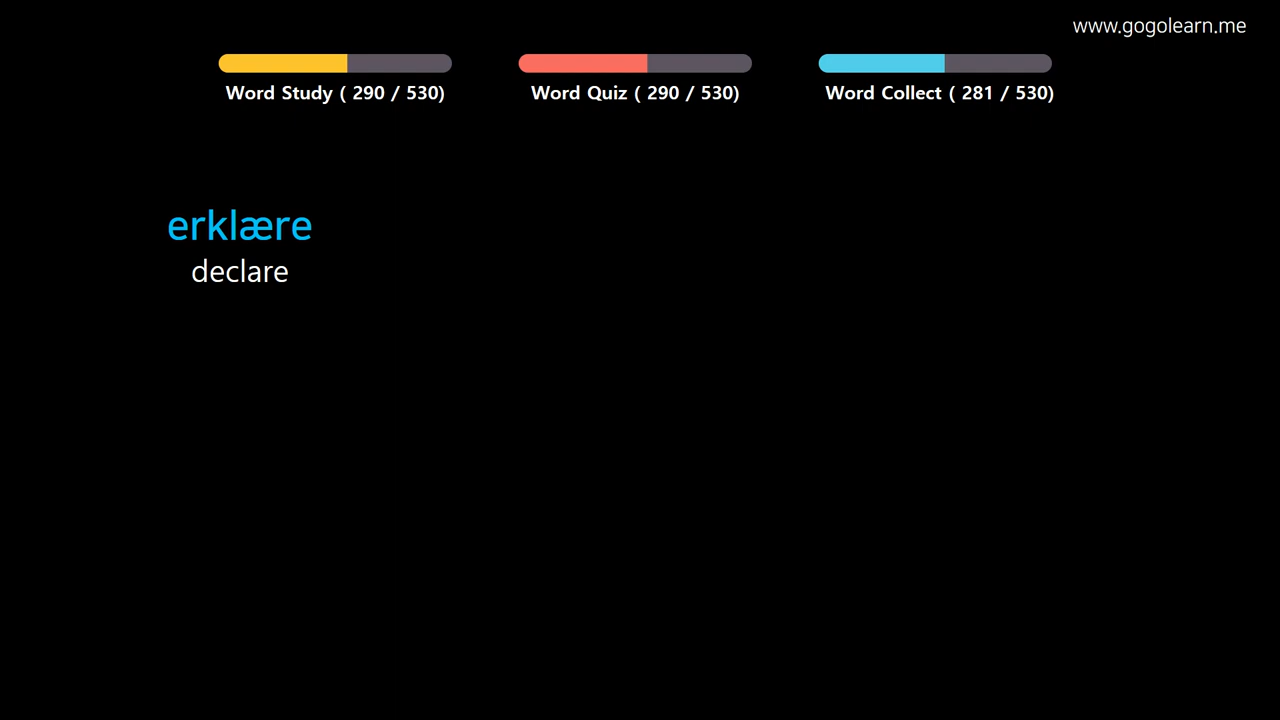 www.gogolearn.me
Word Study ( 290 / 530)
Word Quiz ( 290 / 530)
Word Collect ( 281 / 530)
erklære
declare